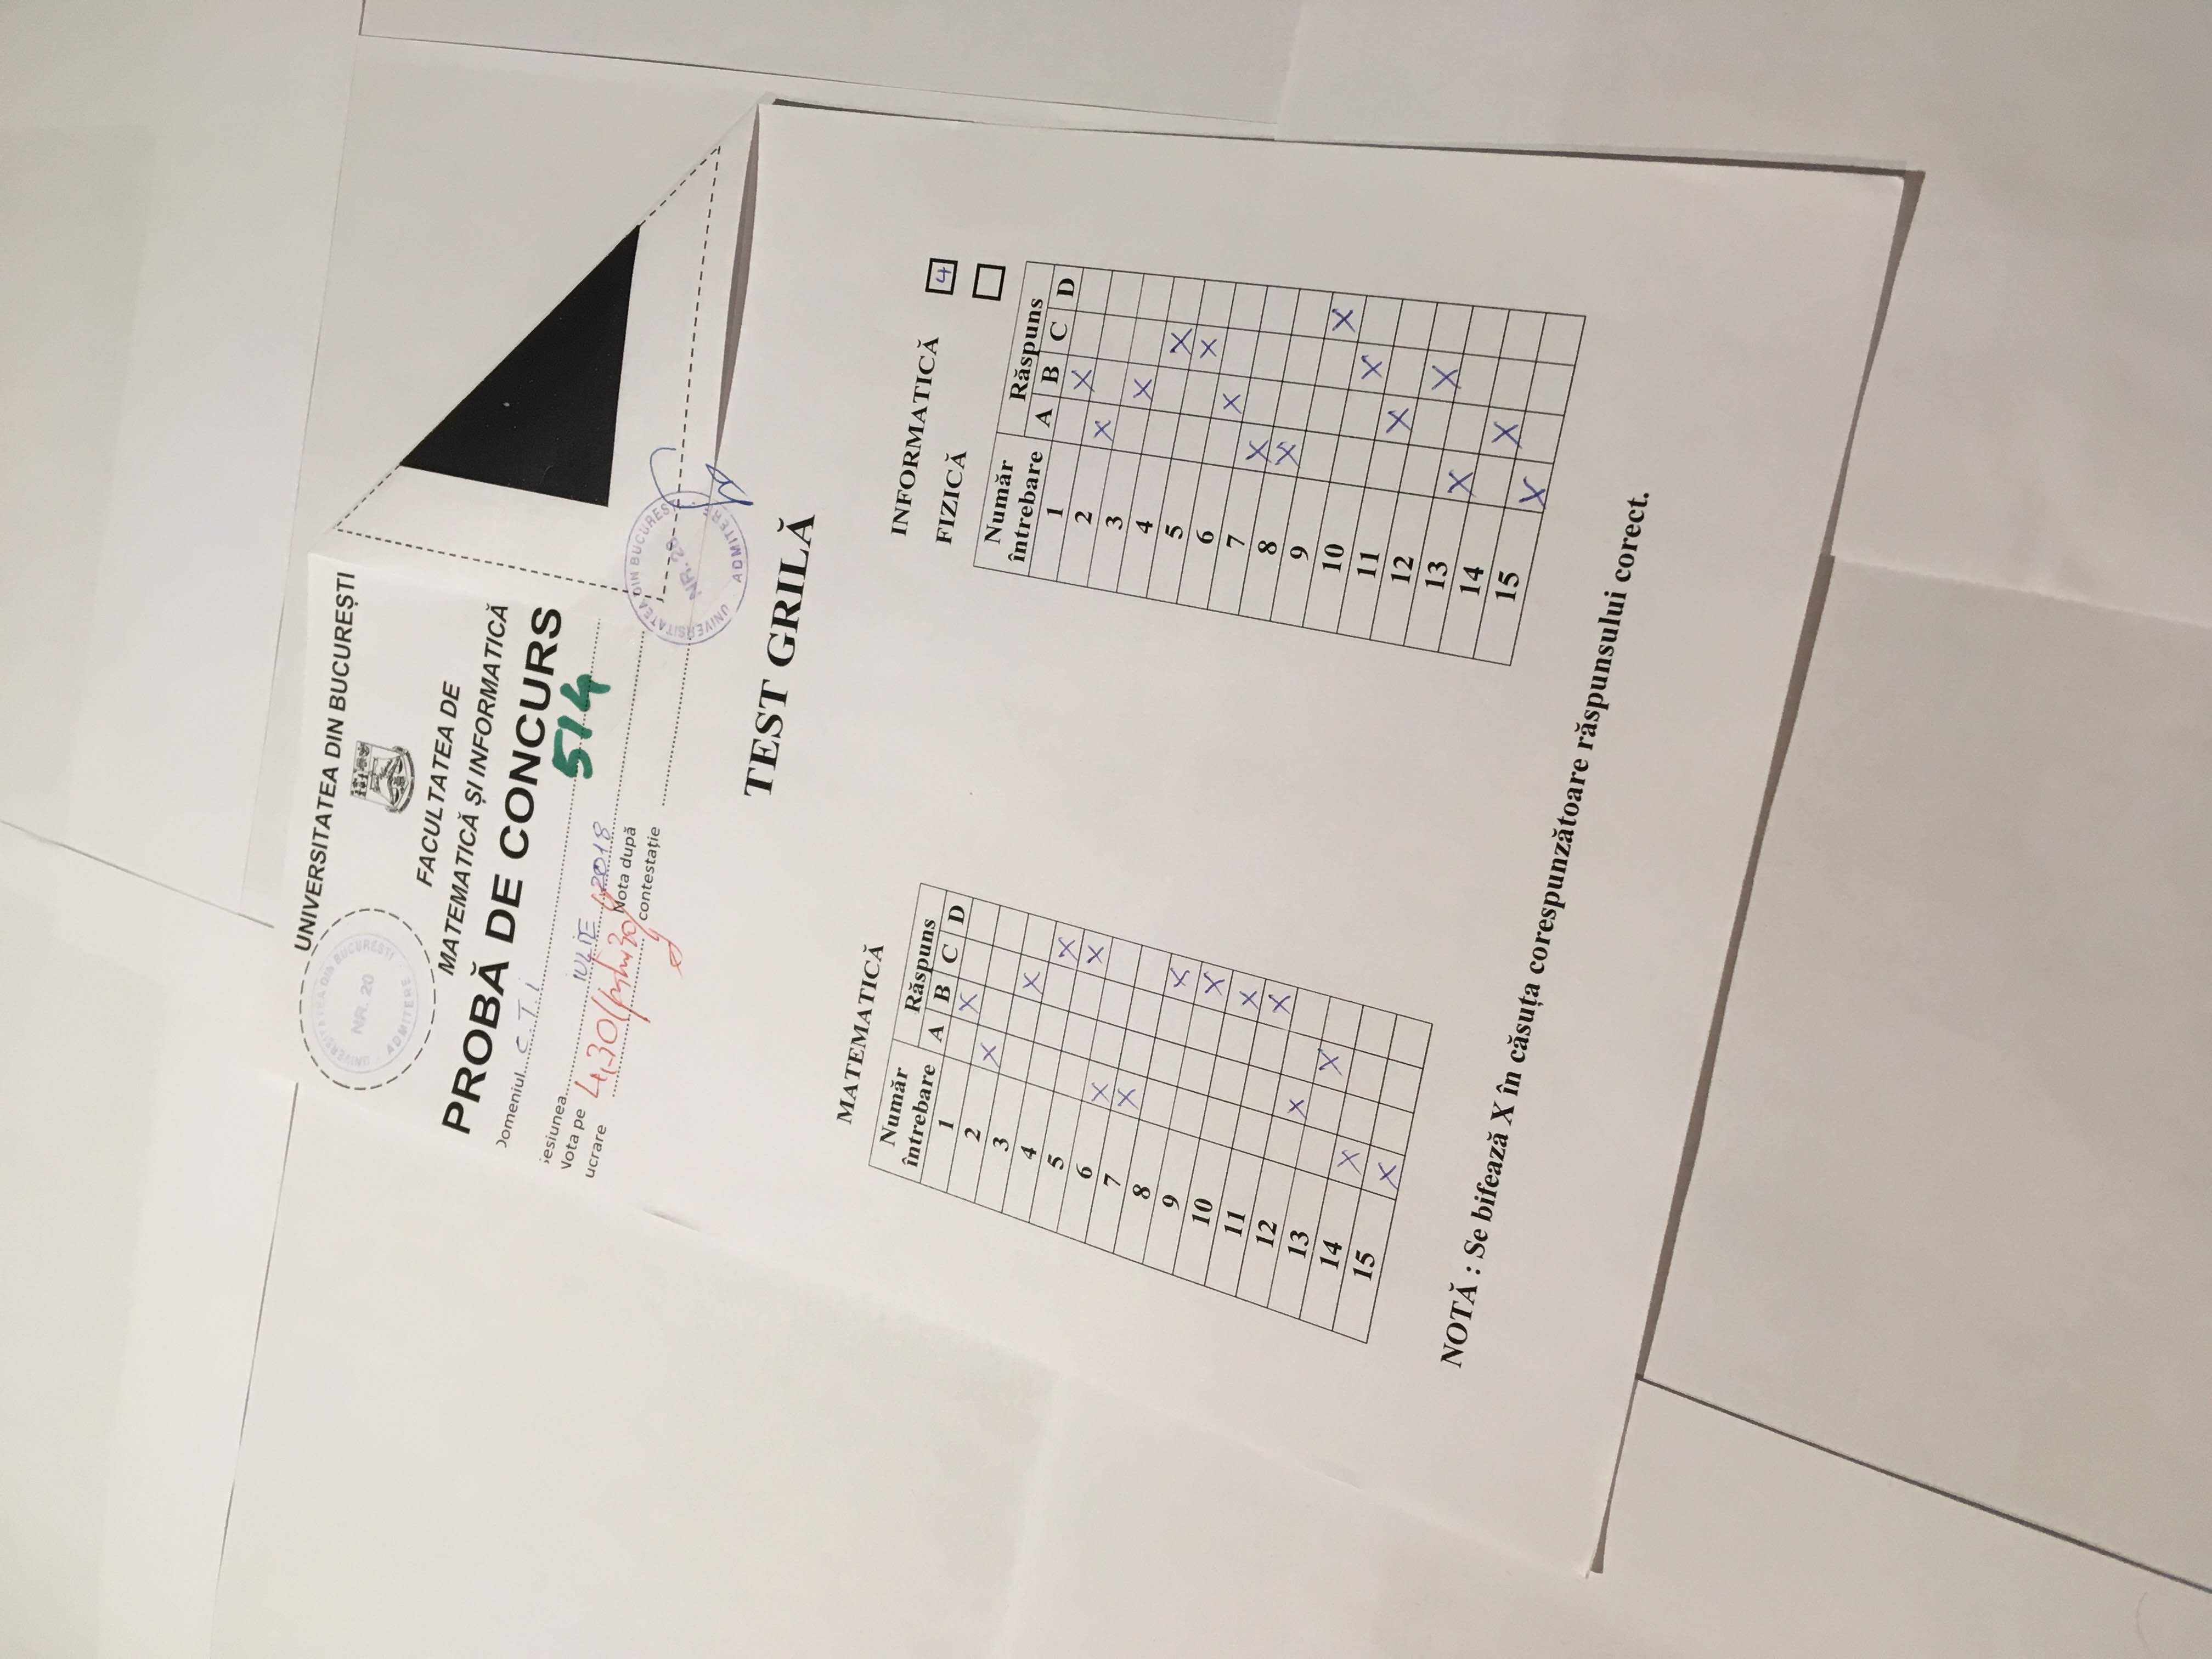 UNIVERSITATEA DIN BUCUREȘTI
UNIVERSITATEA DIN BUCUREȘTI
NR. 20
ADMITERE
FACULTATEA DE
MATEMATICĂ ȘI INFORMATICĂ
PROBĂ DE CONCURS
Domeniul C.T.I
514
Sesiunea IULIE 2018
Nota pe
lucrare 4,30
Nota după
contestație
UNIVERSITATEA DIN BUCUREȘTI
NR. 20
ADMITERE
TEST GRILĂ
MATEMATICĂ
Număr
întrebare
Răspuns
A B C D
1 X
2 X
3
4 X
5 X
6 X X
7 X
8
9 X
10 X
11 X
12 X
13 X
14 X X
15 X
INFORMATICĂ 4
FIZICĂ
Număr
întrebare
Răspuns
A B C D
1 X
2 X
3
4 X
5 X
6 X
7 X
8 X
9 X
10 X
11 X
12 X
13 X X
14 X
15 X
NOTĂ : Se bifează X în căsuța corespunzătoare răspunsului corect.